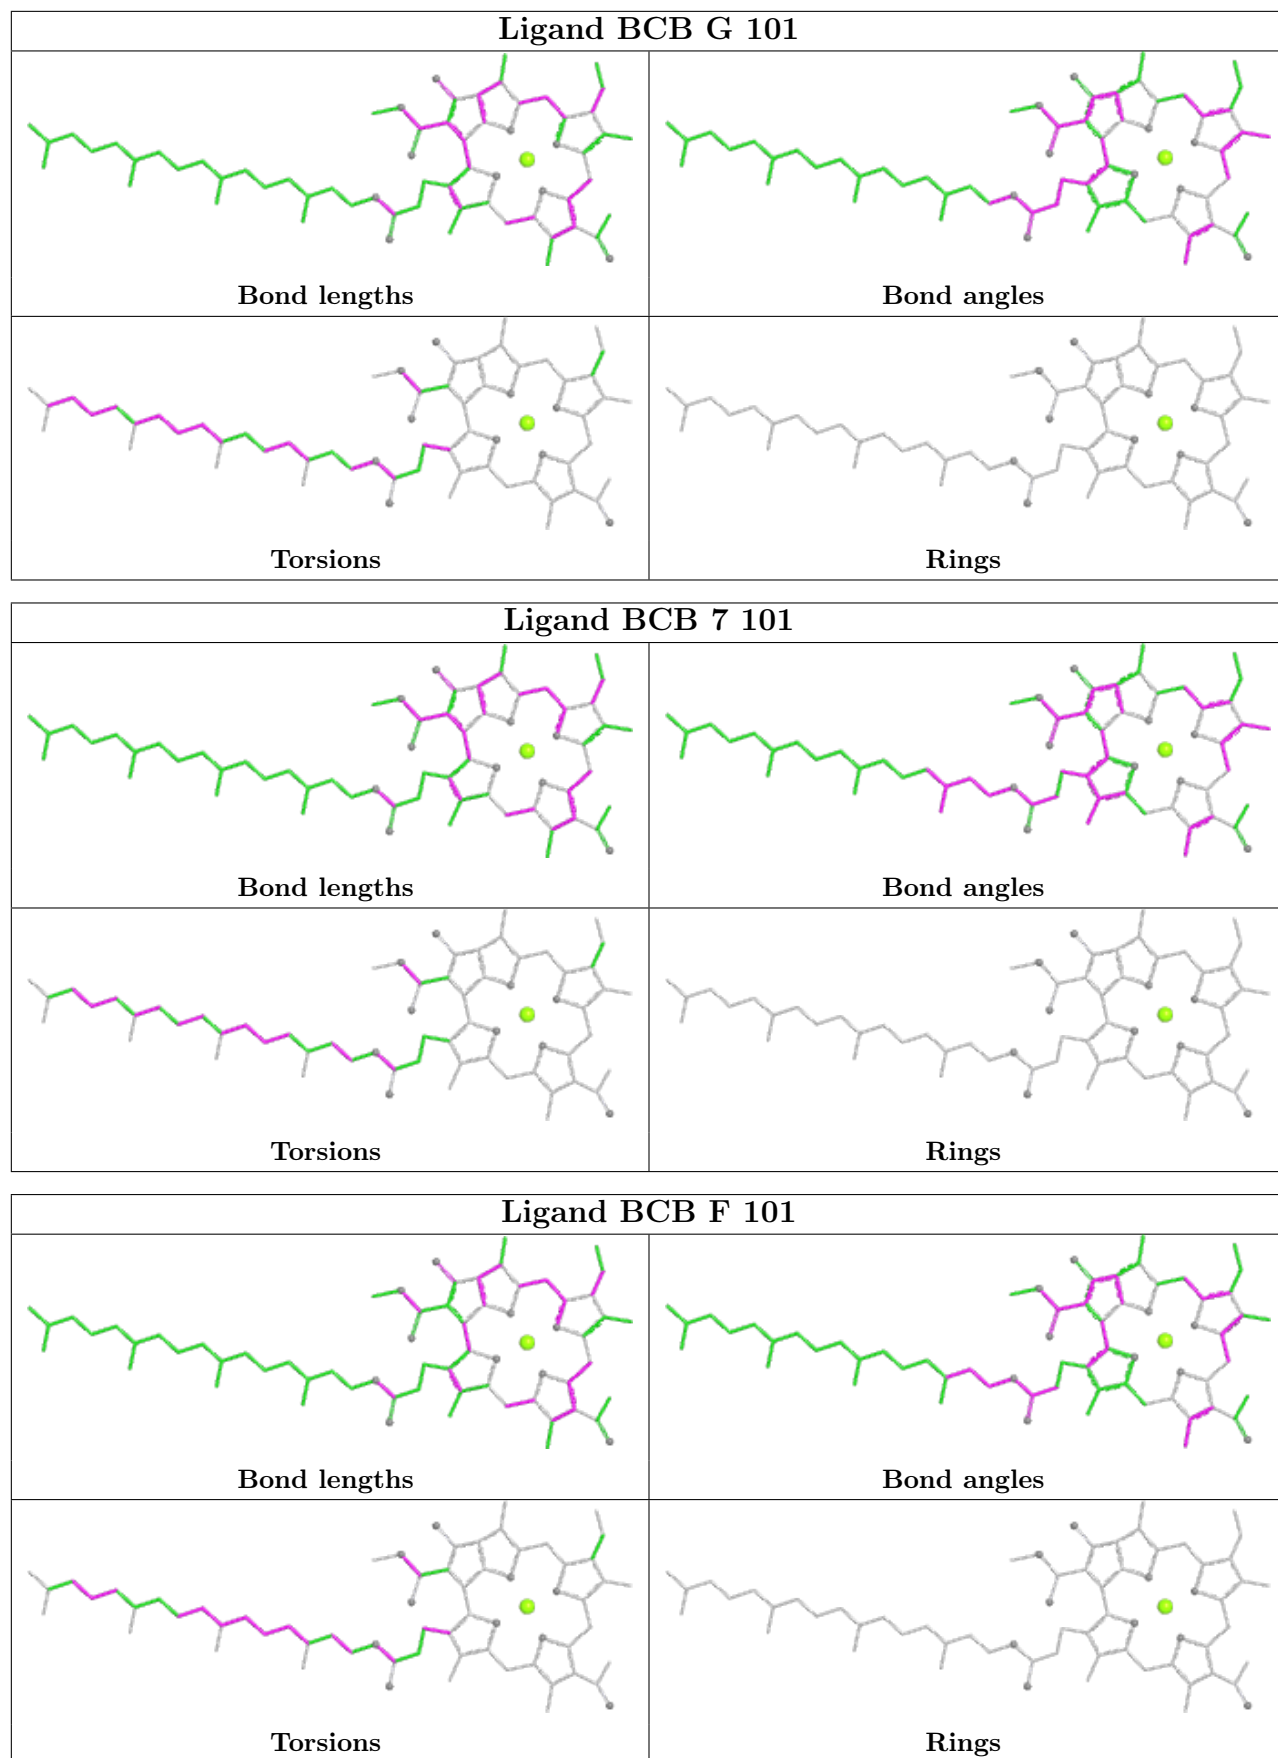 Ligand BCB G 101
Bond lengths
Bond angles
Torsions
Rings
Ligand BCB 7 101
Bond lengths
Bond angles
Torsions
Rings
Ligand BCB F 101
Bond lengths
Bond angles
Torsions
Rings